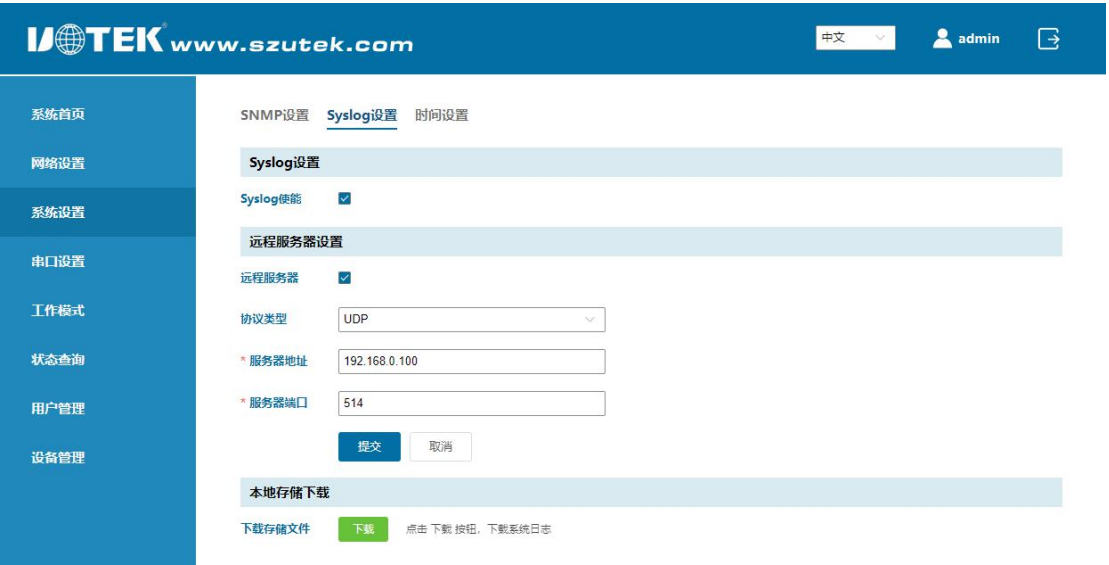 UOTEK www.szutek.com 中文 admin
系统首页
网络设置
系统设置
串口设置
工作模式
状态查询
用户管理
设备管理
SNMP设置 Syslog设置 时间设置
Syslog设置
Syslog使能
远程服务器设置
远程服务器
协议类型 UDP
* 服务器地址 192.168.0.100
* 服务器端口 514
提交 取消
本地存储下载
下载存储文件 下载 点击 下载 按钮，下载系统日志